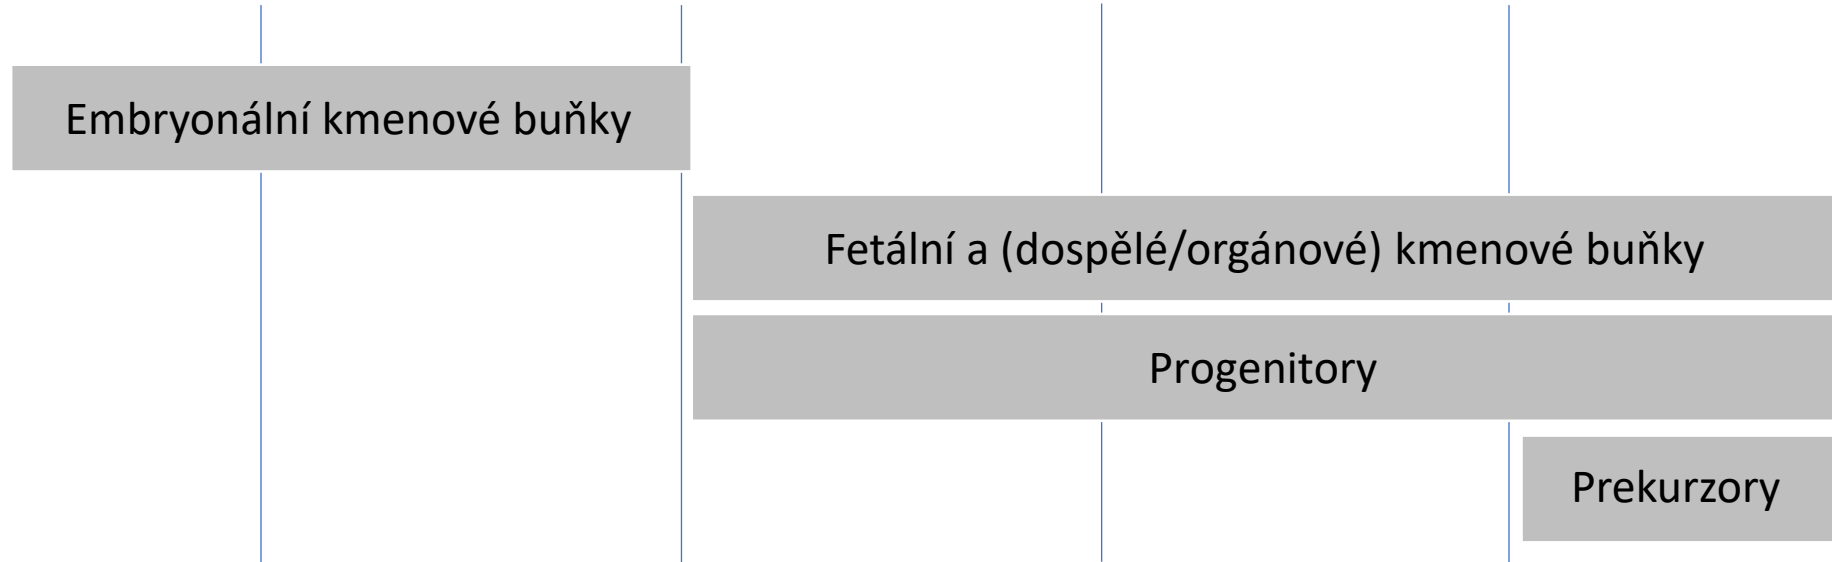 Embryonální kmenové buňky
Fetální a (dospělé/orgánové) kmenové buňky
Progenitory
Prekurzory